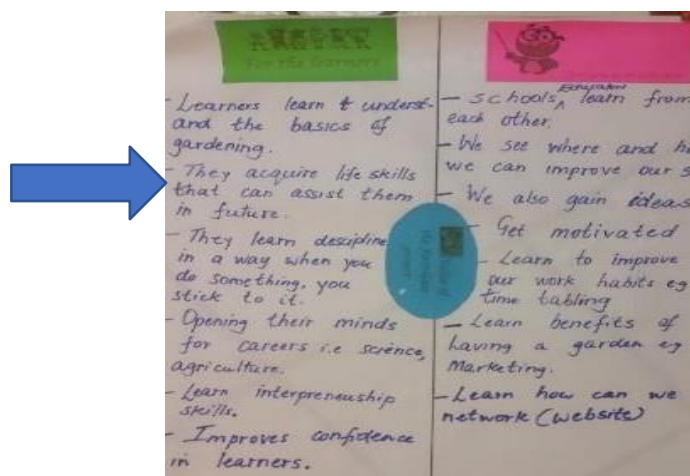 For the learners
- Learners learn & underst-
and the basics of
gardening.
- They acquire life skills
that can assist them
in future.
- They learn descipline
in a way when you
do something, you
stick to it.
- Opening their minds
for careers i.e science,
agriculture.
- Learn interpreneuship
skills.
- Improves confidence
in learners.
- Schools, learn from
each other.
- We see where and
we can improve our
- We also gain ideas
Get motivated
- Learn to improve
our work habits eg
time tabling
- Learn benefits of
having a garden eg
Marketing.
- Learn how can we
network (website)